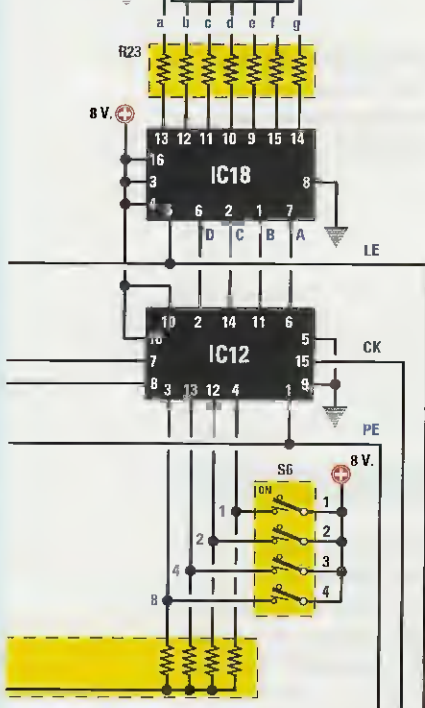 a b c d e f g
R23
8 V.
13 12 11 10 9 15 14
16
IC18
3
8
4
5 6 2 1 7
D C B A
LE
10 2 14 11 6
16
5
IC12
CK
7
15
8
9
3 13 12 4 1
PE
S6
8 V.
ON
1
1
2
2
3
4
4
8